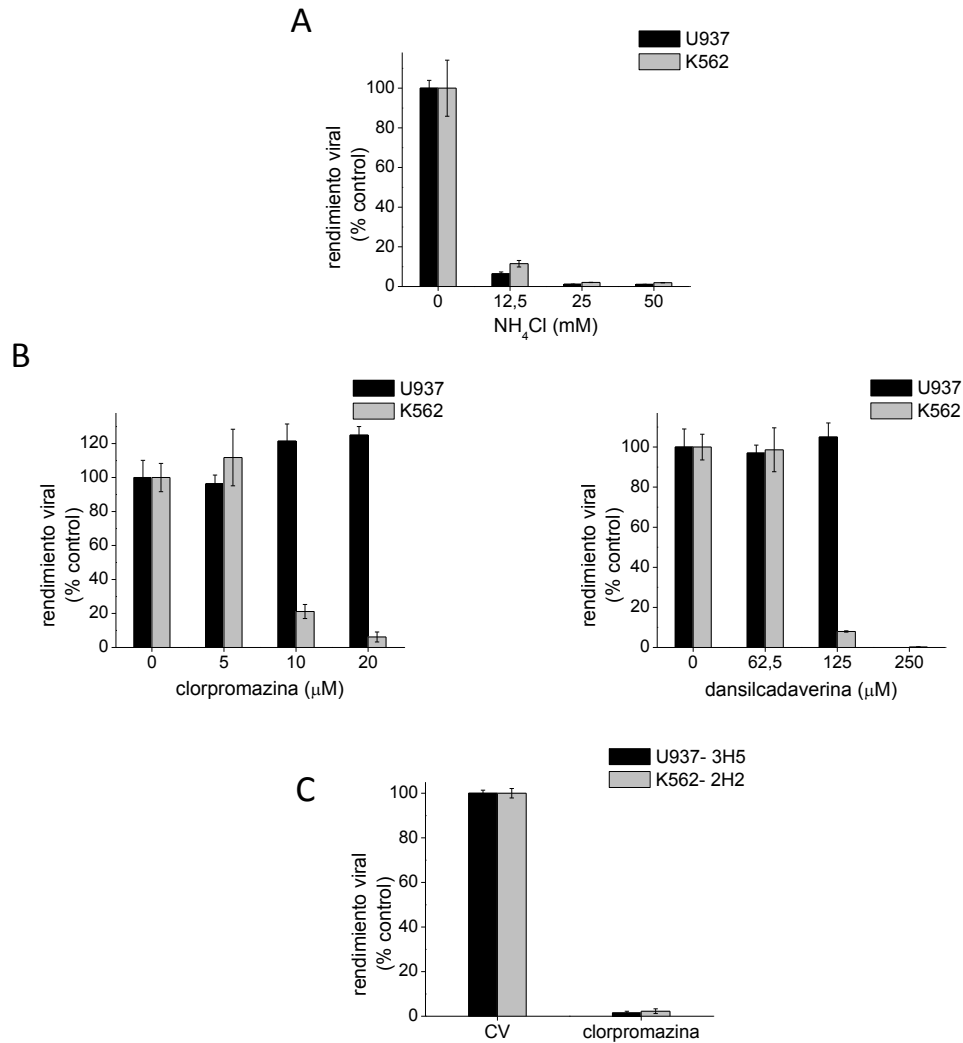 A
U937
K562
rendimiento viral
(% control)
100
80
60
40
20
0
0 12,5 25 50
NH₄Cl (mM)
B
U937
K562
rendimiento viral
(% control)
120
100
80
60
40
20
0
0 5 10 20
clorpromazina (μM)
U937
K562
rendimiento viral
(% control)
100
80
60
40
20
0
0 62,5 125 250
dansilcadaverina (μM)
C
U937- 3H5
K562- 2H2
rendimiento viral
(% control)
100
80
60
40
20
0
CV clorpromazina